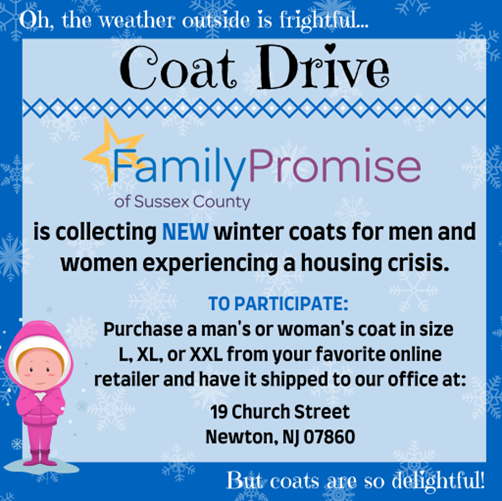 Oh, the weather outside is frightful...
Coat Drive
FamilyPromise
of Sussex County
is collecting NEW winter coats for men and
women experiencing a housing crisis.
TO PARTICIPATE:
Purchase a man's or woman's coat in size
L, XL, or XXL from your favorite online
retailer and have it shipped to our office at:
19 Church Street
Newton, NJ 07860
But coats are so delightful!